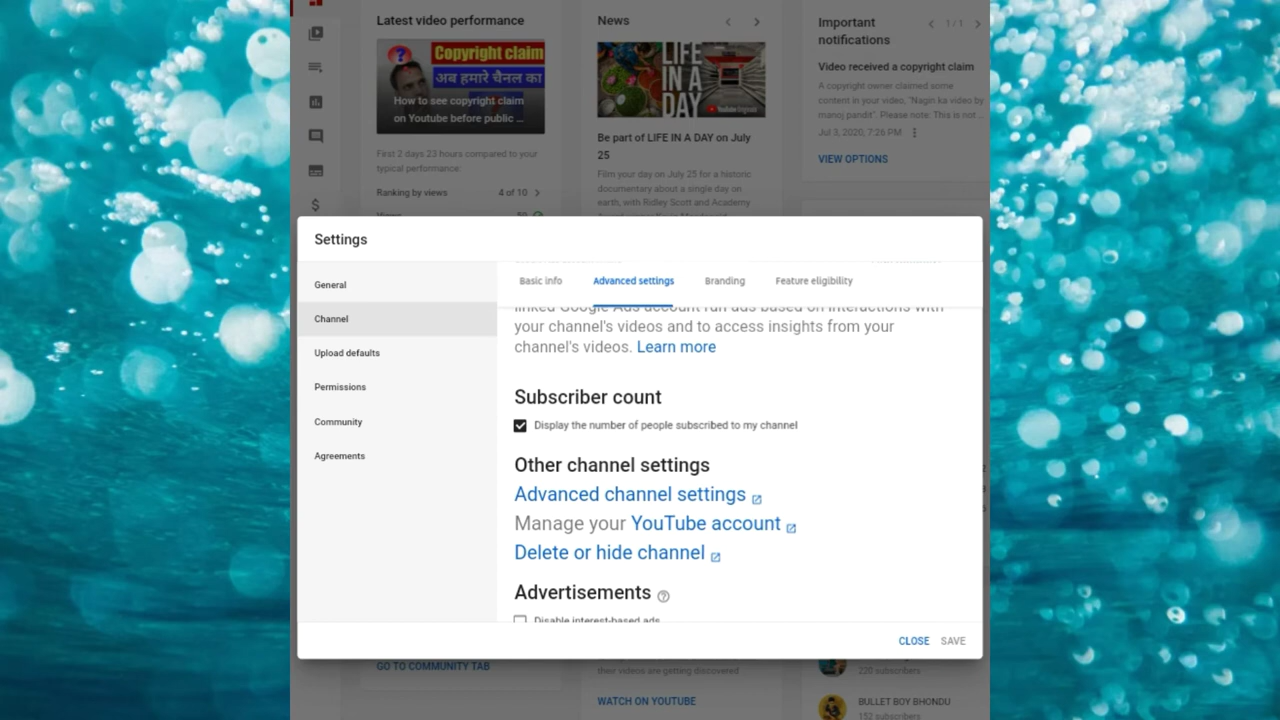 Latest video performance
Copyright claim
अब हमारे चैनल का
How to see copyright claim
on Youtube before public ...
First 2 days 23 hours compared to your
typical performance:
Ranking by views
4 of 10
News
LIFE
IN A
DAY
Be part of LIFE IN A DAY on July
25
Film your day on July 25 for a historic
documentary about a single day on
earth, with Ridley Scott and Academy
Important
notifications
1 / 1
Video received a copyright claim
A copyright owner claimed some
content in your video, "Nagin ka video by
manoj pandit". Please note: This is not ...
Jul 3, 2020, 7:26 PM
VIEW OPTIONS
Settings
General
Channel
Upload defaults
Permissions
Community
Agreements
Basic info
Advanced settings
Branding
Feature eligibility
linked Google Ads account run ads based on interactions with
your channel's videos and to access insights from your
channel's videos. Learn more
Subscriber count
Display the number of people subscribed to my channel
Other channel settings
Advanced channel settings
Manage your YouTube account
Delete or hide channel
Advertisements
Disable interest-based ads
CLOSE
SAVE
GO TO COMMUNITY TAB
their videos are getting discovered
WATCH ON YOUTUBE
220 subscribers
BULLET BOY BHONDU
152 subscribers